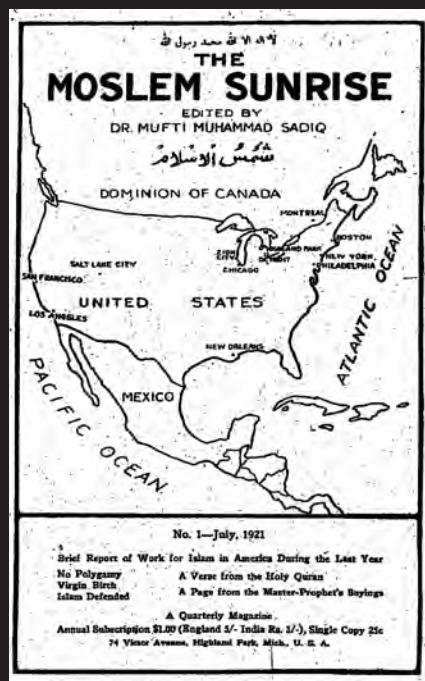 لا اله الا الله محمد رسول الله
THE
MOSLEM SUNRISE
EDITED BY
DR. MUFTI MUHAMMAD SADIQ
شمس الاسلام
DOMINION OF CANADA
MONTREAL
BOSTON
ZION CITY
HIGHLAND PARK
DETROIT
NEW YORK
PHILADELPHIA
CHICAGO
SALT LAKE CITY
SAN FRANCISCO
UNITED STATES
LOS ANGELES
NEW ORLEANS
ATLANTIC OCEAN
PACIFIC OCEAN
MEXICO
No. 1—July, 1921
Brief Report of Work for Islam in America During the Last Year
No Polygamy
Virgin Birth
Islam Defended
A Verse from the Holy Quran
A Page from the Master-Prophet's Sayings
A Quarterly Magazine
Annual Subscription $1.00 (England 5/- India Rs. 3/-), Single Copy 25c
74 Victor Avenue, Highland Park, Mich., U. S. A.